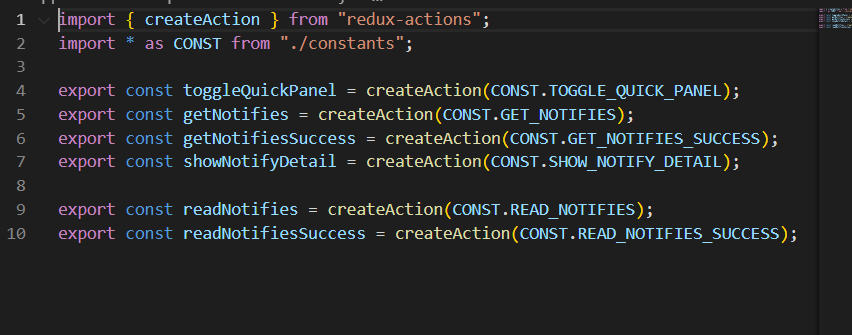 1 import { createAction } from "redux-actions";
2 import * as CONST from "./constants";
3
4 export const toggleQuickPanel = createAction(CONST.TOGGLE_QUICK_PANEL);
5 export const getNotifies = createAction(CONST.GET_NOTIFIES);
6 export const getNotifiesSuccess = createAction(CONST.GET_NOTIFIES_SUCCESS);
7 export const showNotifyDetail = createAction(CONST.SHOW_NOTIFY_DETAIL);
8
9 export const readNotifies = createAction(CONST.READ_NOTIFIES);
10 export const readNotifiesSuccess = createAction(CONST.READ_NOTIFIES_SUCCESS);